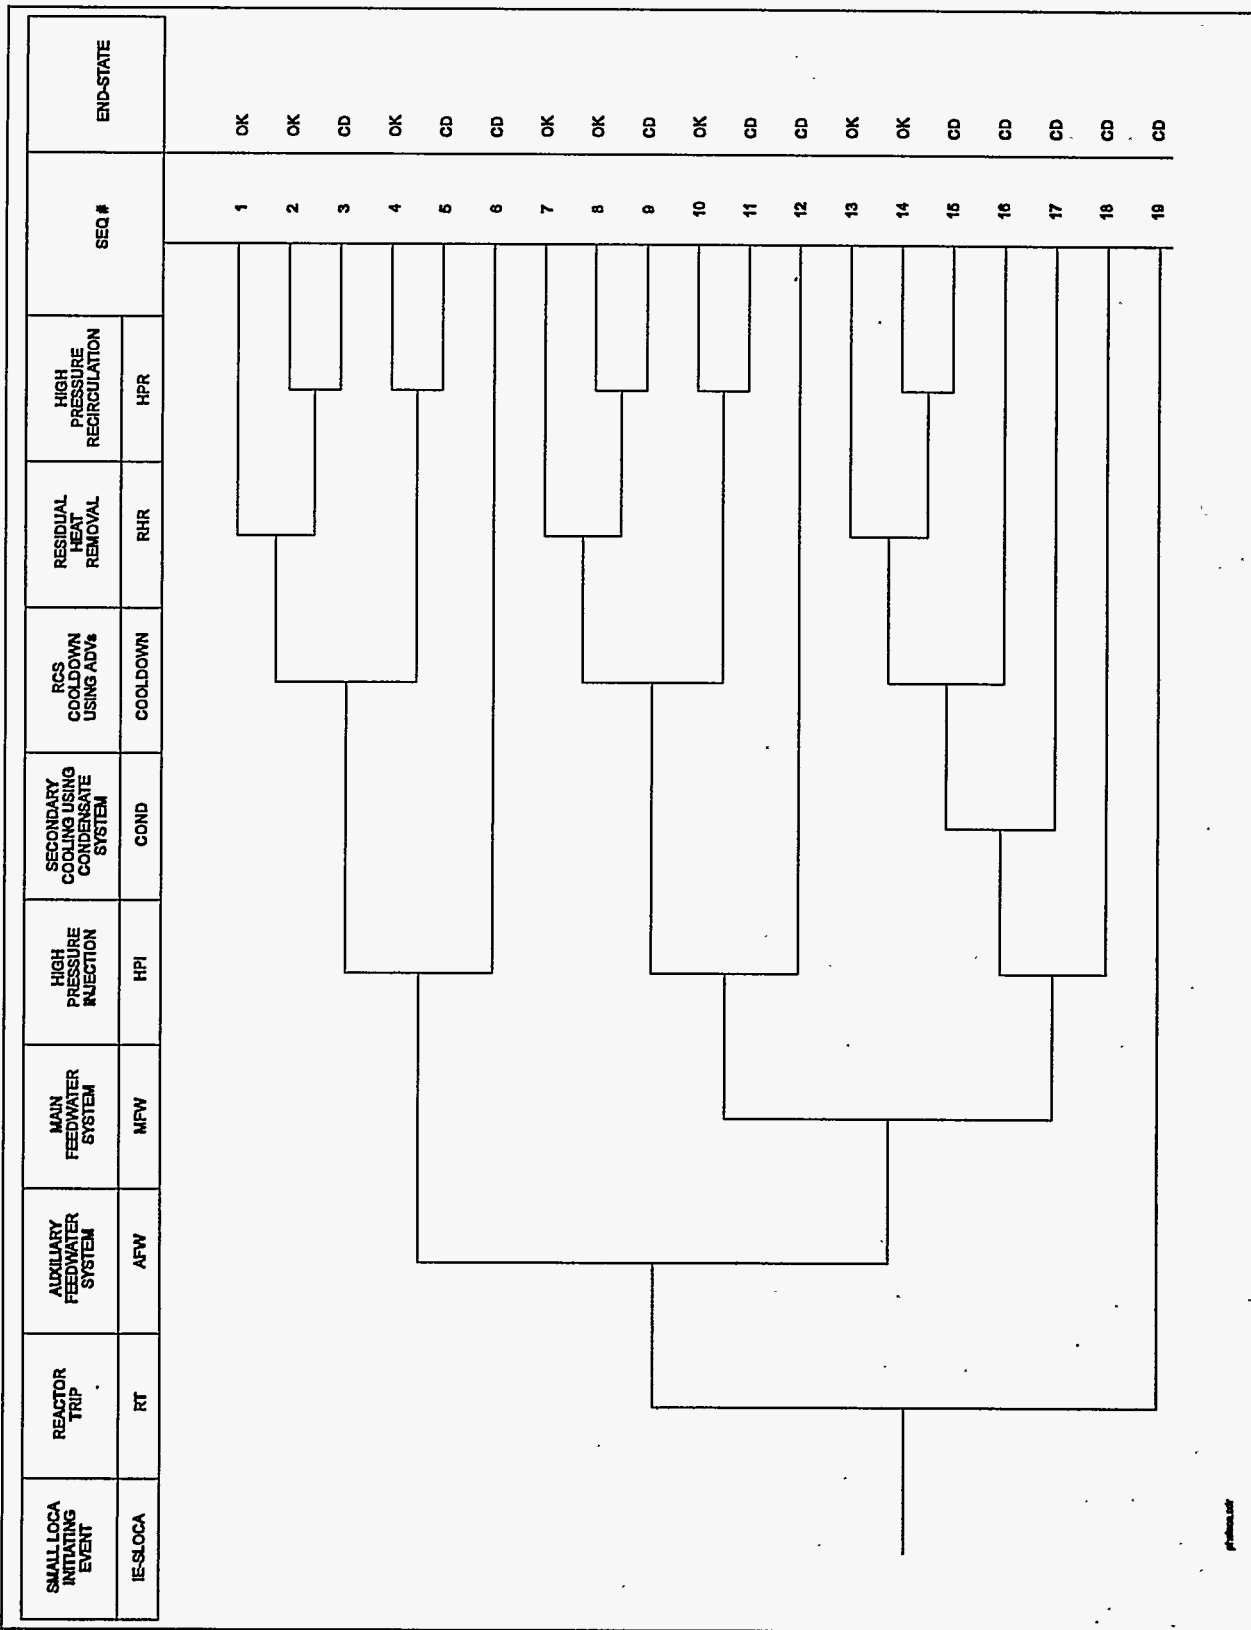 SMALL LOCA
INITIATING
EVENT
REACTOR
TRIP
AUXILIARY
FEEDWATER
SYSTEM
MAIN
FEEDWATER
SYSTEM
HIGH
PRESSURE
INJECTION
SECONDARY
COOLING USING
CONDENSATE
SYSTEM
RCS
COOLDOWN
USING ADVs
RESIDUAL
HEAT
REMOVAL
HIGH
PRESSURE
RECIRCULATION
SEQ #
END-STATE
IE-SLOCA
RT
AFW
MFW
HPI
COND
COOLDOWN
RHR
HPR
1 OK
2 OK
3 CD
4 OK
5 CD
6 CD
7 OK
8 OK
9 CD
10 OK
11 CD
12 CD
13 OK
14 OK
15 CD
16 CD
17 CD
18 CD
19 CD